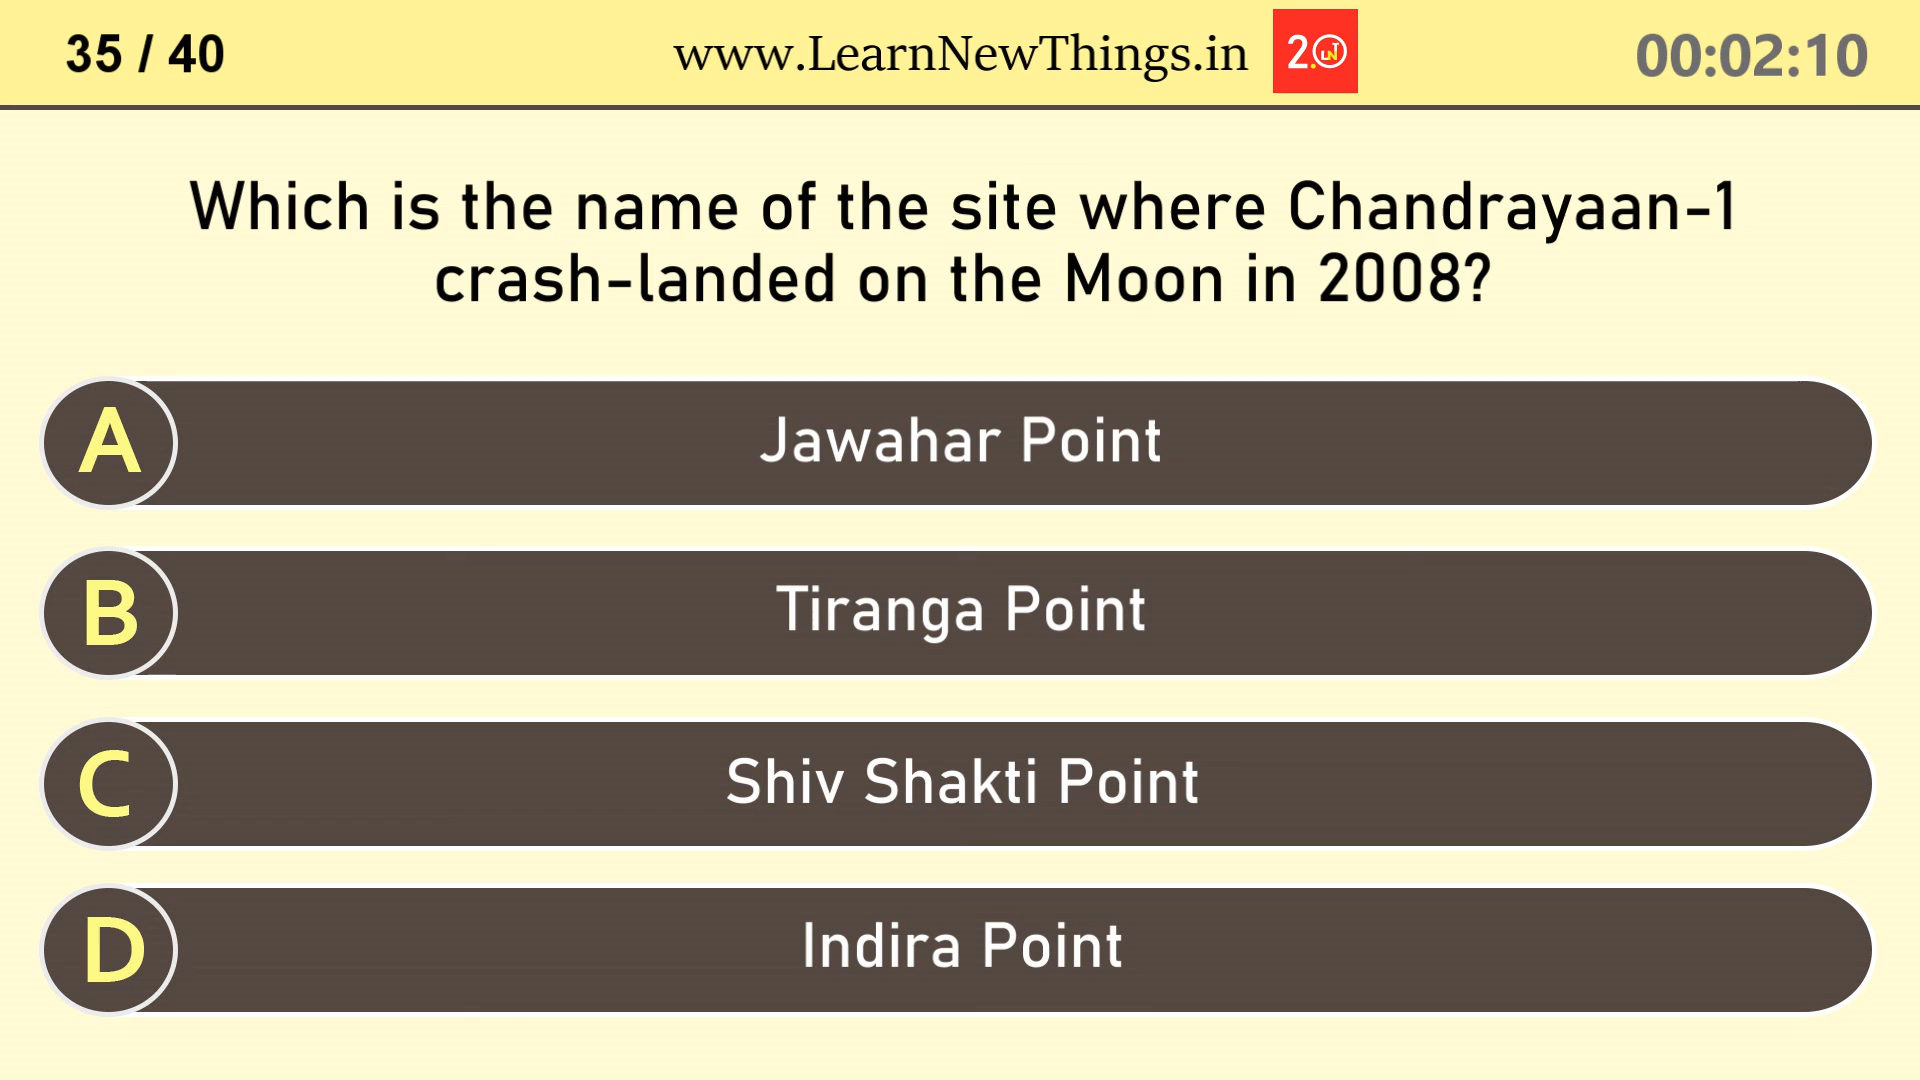 35 / 40
www.LearnNewThings.in
2.LNT
00:02:10
Which is the name of the site where Chandrayaan-1
crash-landed on the Moon in 2008?
A
Jawahar Point
B
Tiranga Point
C
Shiv Shakti Point
D
Indira Point